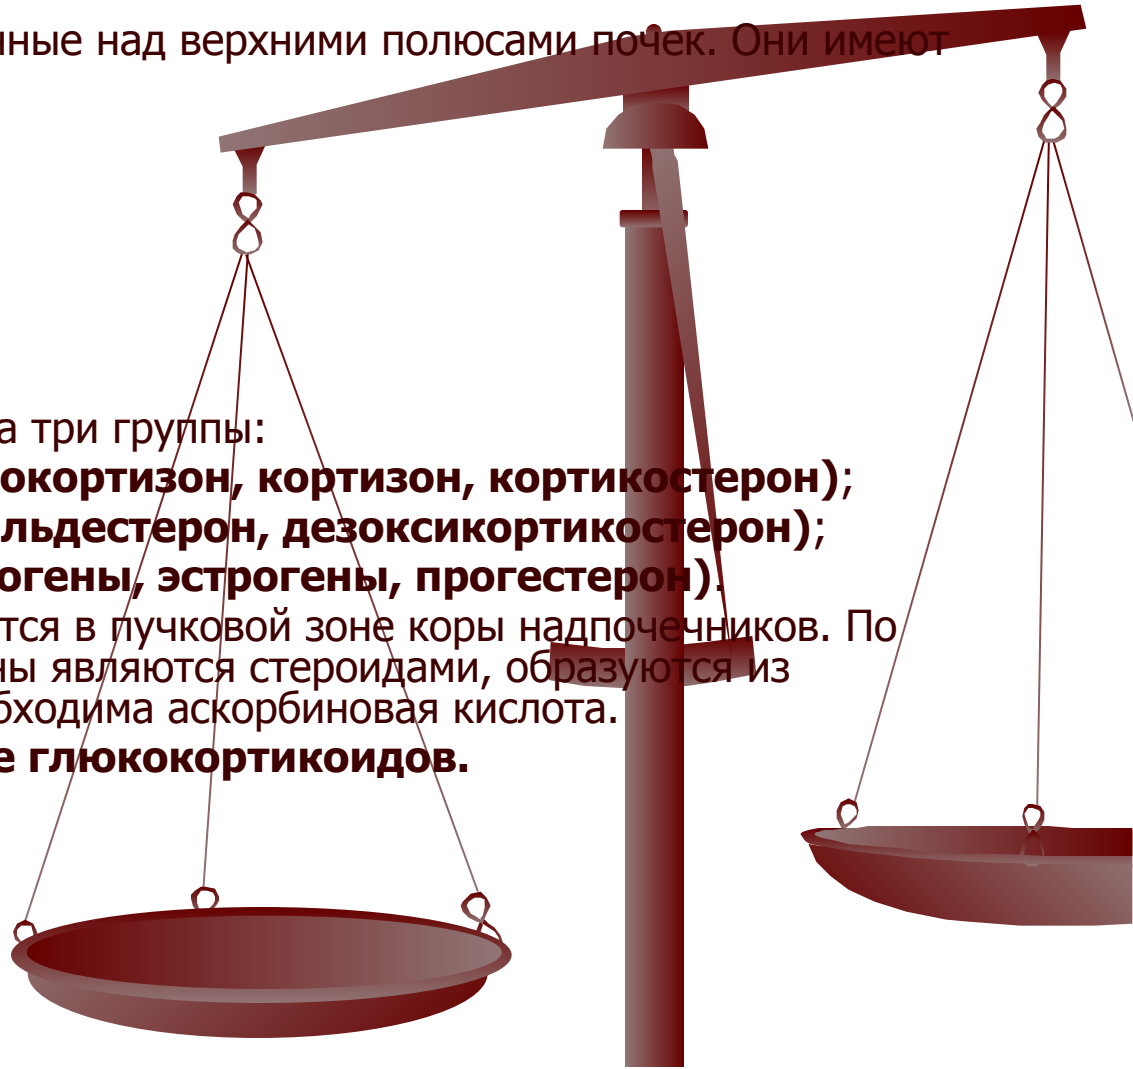 нные над верхними полюсами почек. Они имеют
а три группы:
окортизон, кортизон, кортикостерон);
льдестерон, дезоксикортикостерон);
огены, эстрогены, прогестерон).
тся в пучковой зоне коры надпочечников. По
ны являются стероидами, образуются из
бходима аскорбиновая кислота.
е глюкокортикоидов.